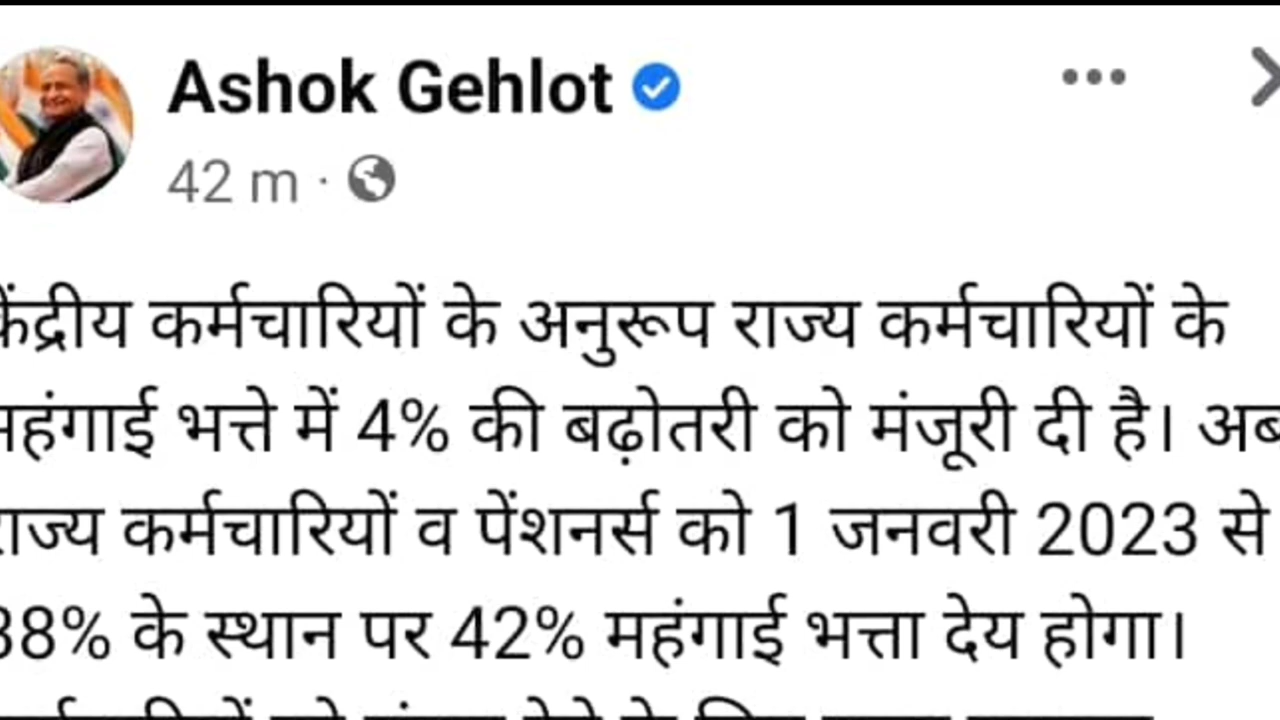 Ashok Gehlot
42 m ·
केंद्रीय कर्मचारियों के अनुरूप राज्य कर्मचारियों के
महंगाई भत्ते में 4% की बढ़ोतरी को मंजूरी दी है। अब
राज्य कर्मचारियों व पेंशनर्स को 1 जनवरी 2023 से
38% के स्थान पर 42% महंगाई भत्ता देय होगा।